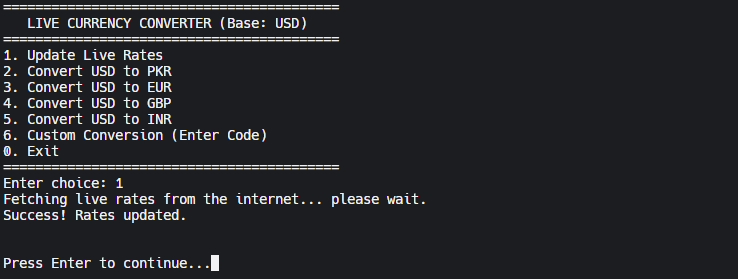 ==========================================
LIVE CURRENCY CONVERTER (Base: USD)
==========================================
1. Update Live Rates
2. Convert USD to PKR
3. Convert USD to EUR
4. Convert USD to GBP
5. Convert USD to INR
6. Custom Conversion (Enter Code)
0. Exit
==========================================
Enter choice: 1
Fetching live rates from the internet... please wait.
Success! Rates updated.
Press Enter to continue...